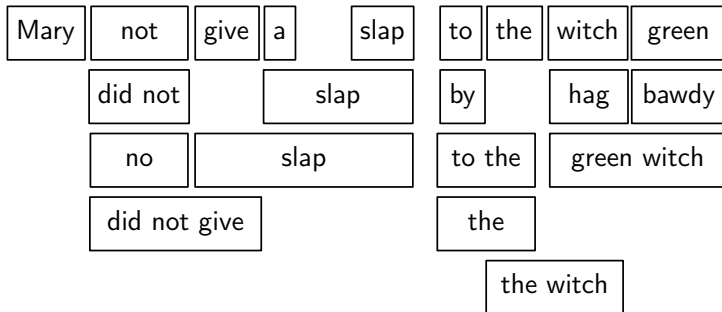 Mary not give a slap to the witch green
did not slap by hag bawdy
no slap to the green witch
did not give the
the witch